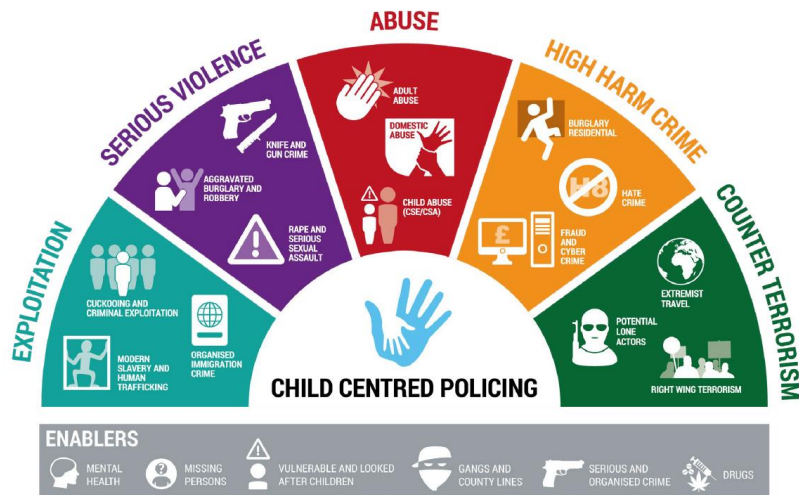 ABUSE
SERIOUS VIOLENCE
HIGH HARM CRIME
EXPLOITATION
COUNTER TERRORISM
CUCKOOING AND
CRIMINAL EXPLOITATION
MODERN
SLAVERY AND
HUMAN
TRAFFICKING
ORGANISED
IMMIGRATION
CRIME
KNIFE AND
GUN CRIME
AGGRAVATED
BURGLARY AND
ROBBERY
RAPE AND
SERIOUS
SEXUAL
ASSAULT
ADULT
ABUSE
DOMESTIC
ABUSE
CHILD ABUSE
(CSE/CSA)
BURGLARY
RESIDENTIAL
H8
HATE
CRIME
£
FRAUD
AND
CYBER
CRIME
EXTREMIST
TRAVEL
POTENTIAL
LONE
ACTORS
RIGHT WING TERRORISM
CHILD CENTRED POLICING
ENABLERS
MENTAL
HEALTH
?
MISSING
PERSONS
VULNERABLE AND LOOKED
AFTER CHILDREN
GANGS AND
COUNTY LINES
SERIOUS AND
ORGANISED CRIME
DRUGS